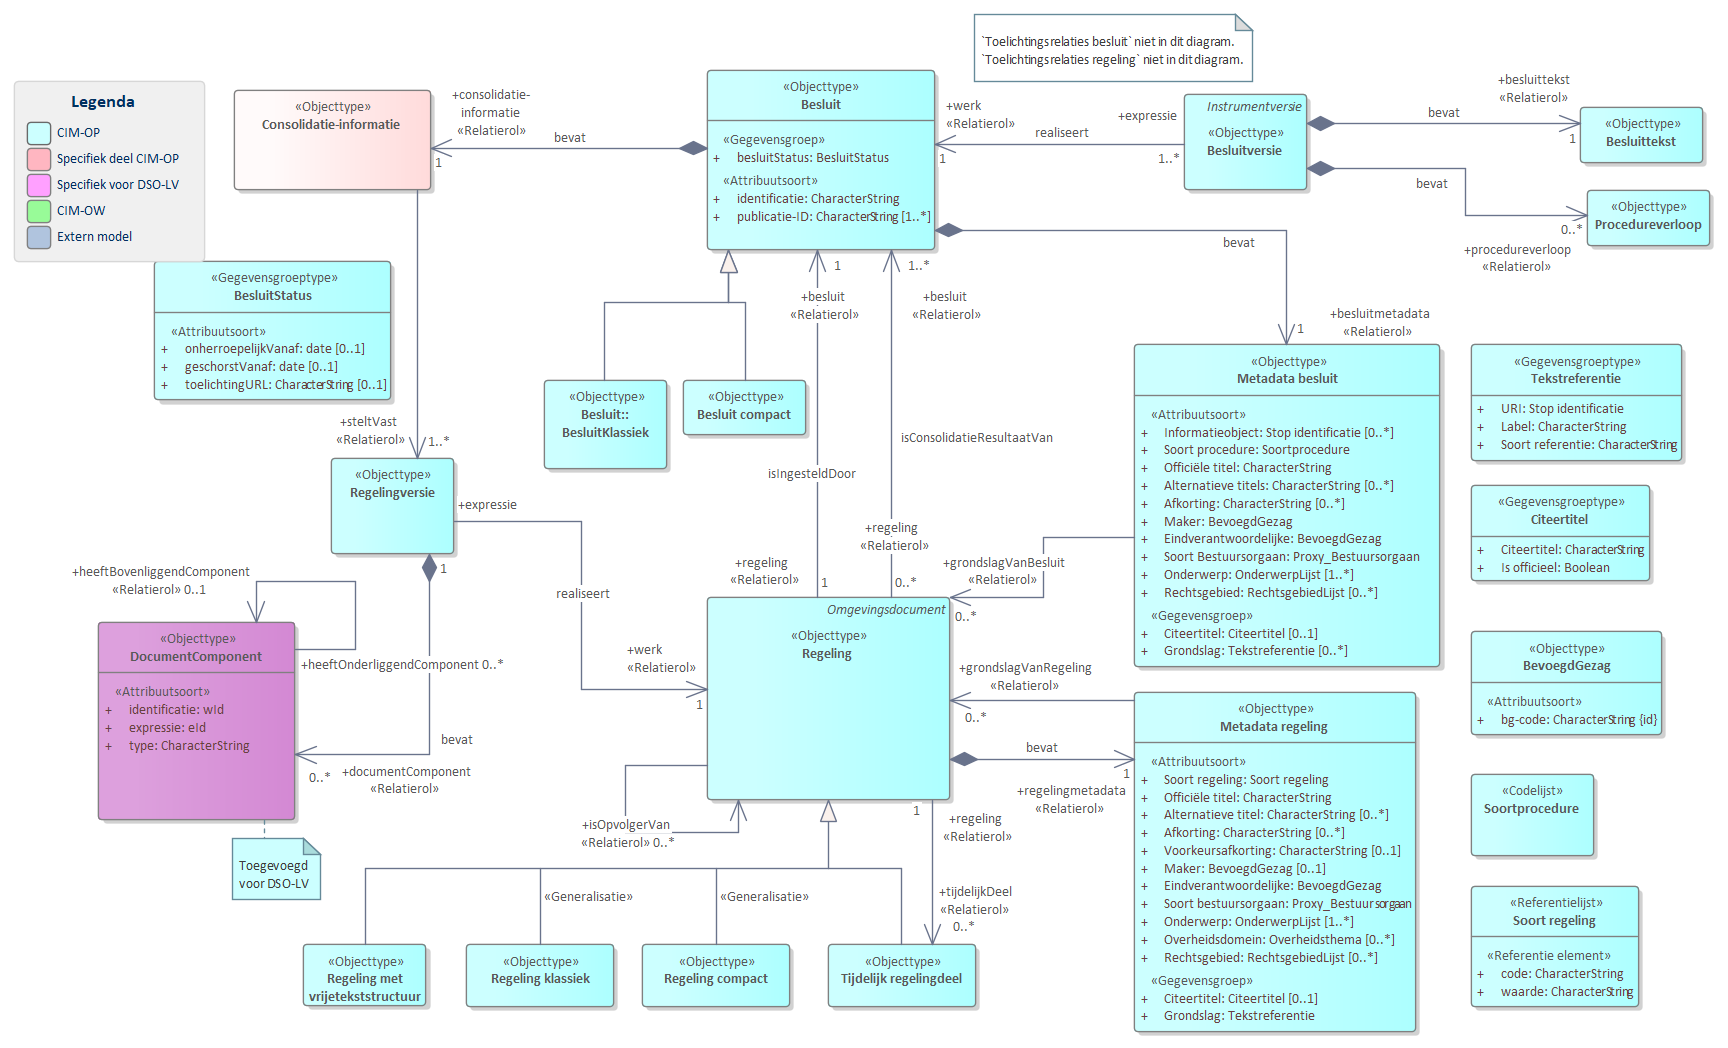 `Toelichtingsrelaties besluit` niet in dit diagram.
`Toelichtingsrelaties regeling` niet in dit diagram.
Legenda
CIM-OP
Specifiek deel CIM-OP
Specifiek voor DSO-LV
CIM-OW
Extern model
«Objecttype»
Consolidatie-informatie
+consolidatie-
informatie
«Relatierol»
bevat
1
«Objecttype»
Besluit
«Gegevensgroep»
+ besluitStatus: BesluitStatus
«Attribuutsoort»
+ identificatie: CharacterString
+ publicatie-ID: CharacterString [1..*]
+werk
«Relatierol»
realiseert
+expressie
1
1..*
Instrumentversie
«Objecttype»
Besluitversie
+besluittekst
«Relatierol»
bevat
1
«Objecttype»
Besluittekst
bevat
0..*
+procedureverloop
«Relatierol»
«Objecttype»
Procedureverloop
bevat
+besluitmetadata
«Relatierol»
1
«Gegevensgroeptype»
BesluitStatus
«Attribuutsoort»
+ onherroepelijkVanaf: date [0..1]
+ geschorstVanaf: date [0..1]
+ toelichtingURL: CharacterString [0..1]
1
+besluit
«Relatierol»
1..*
+besluit
«Relatierol»
«Objecttype»
Besluit::
BesluitKlassiek
«Objecttype»
Besluit compact
+steltVast
«Relatierol»
1..*
isConsolidatieResultaatVan
isIngesteldDoor
«Objecttype»
Metadata besluit
«Attribuutsoort»
+ Informatieobject: Stop identificatie [0..*]
+ Soort procedure: Soortprocedure
+ Officiële titel: CharacterString
+ Alternatieve titels: CharacterString [0..*]
+ Afkorting: CharacterString [0..*]
+ Maker: BevoegdGezag
+ Eindverantwoordelijke: BevoegdGezag
+ Soort Bestuursorgaan: Proxy_Bestuursorgaan
+ Onderwerp: OnderwerpLijst [1..*]
+ Rechtsgebied: RechtsgebiedLijst [0..*]
«Gegevensgroep»
+ Citeertitel: Citeertitel [0..1]
+ Grondslag: Tekstreferentie [0..*]
«Gegevensgroeptype»
Tekstreferentie
+ URI: Stop identificatie
+ Label: CharacterString
+ Soort referentie: CharacterString
«Gegevensgroeptype»
Citeertitel
+ Citeertitel: CharacterString
+ Is officieel: Boolean
«Objecttype»
Regelingversie
+expressie
1
realiseert
+werk
«Relatierol»
1
+regeling
«Relatierol»
1
+regeling
«Relatierol»
0..*
+grondslagVanBesluit
«Relatierol»
0..*
+heeftBovenliggendComponent
«Relatierol» 0..1
«Objecttype»
DocumentComponent
«Attribuutsoort»
+ identificatie: wId
+ expressie: eId
+ type: CharacterString
+heeftOnderliggendComponent 0..*
bevat
0..*
+documentComponent
«Relatierol»
Toegevoegd
voor DSO-LV
Omgevingsdocument
«Objecttype»
Regeling
+grondslagVanRegeling
«Relatierol»
0..*
bevat
1
+regelingmetadata
«Relatierol»
+isOpvolgerVan
«Relatierol» 0..*
1
+regeling
«Relatierol»
+tijdelijkDeel
«Relatierol»
0..*
«Generalisatie»
«Generalisatie»
«Objecttype»
Regeling met
vrijetekststructuur
«Objecttype»
Regeling klassiek
«Objecttype»
Regeling compact
«Objecttype»
Tijdelijk regelingdeel
«Objecttype»
Metadata regeling
«Attribuutsoort»
+ Soort regeling: Soort regeling
+ Officiële titel: CharacterString
+ Alternatieve titel: CharacterString [0..*]
+ Afkorting: CharacterString [0..*]
+ Voorkeursafkorting: CharacterString [0..1]
+ Maker: BevoegdGezag [0..1]
+ Eindverantwoordelijke: BevoegdGezag
+ Soort bestuursorgaan: Proxy_Bestuursorgaan
+ Onderwerp: OnderwerpLijst [1..*]
+ Overheidsdomein: Overheidsthema [0..*]
+ Rechtsgebied: RechtsgebiedLijst [0..*]
«Gegevensgroep»
+ Citeertitel: Citeertitel [0..1]
+ Grondslag: Tekstreferentie
«Objecttype»
BevoegdGezag
«Attribuutsoort»
+ bg-code: CharacterString {id}
«Codelijst»
Soortprocedure
«Referentielijst»
Soort regeling
«Referentie element»
+ code: CharacterString
+ waarde: CharacterString